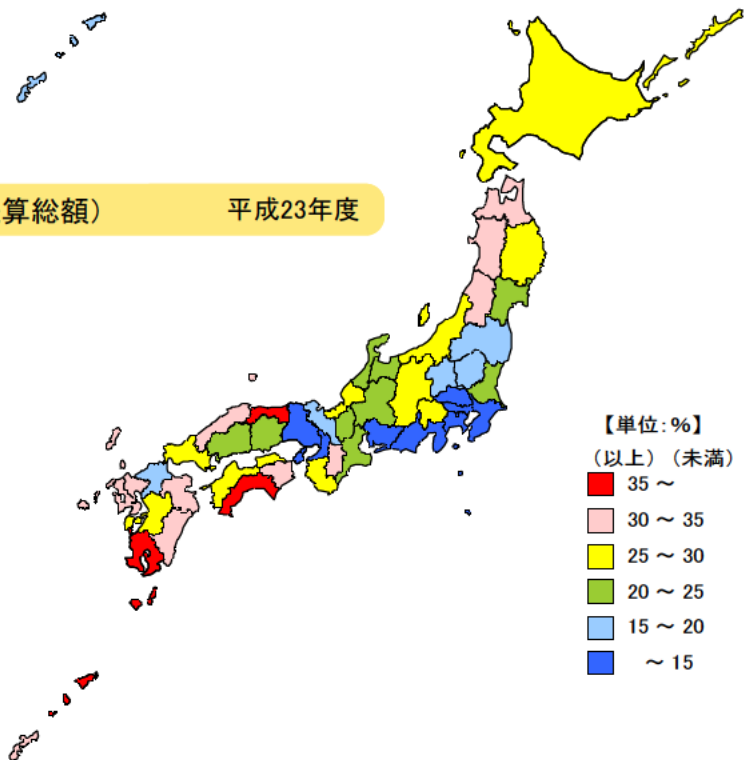 算総額) 平成23年度
【単位:%】
(以上)(未満)
35 ～
30 ～ 35
25 ～ 30
20 ～ 25
15 ～ 20
～ 15